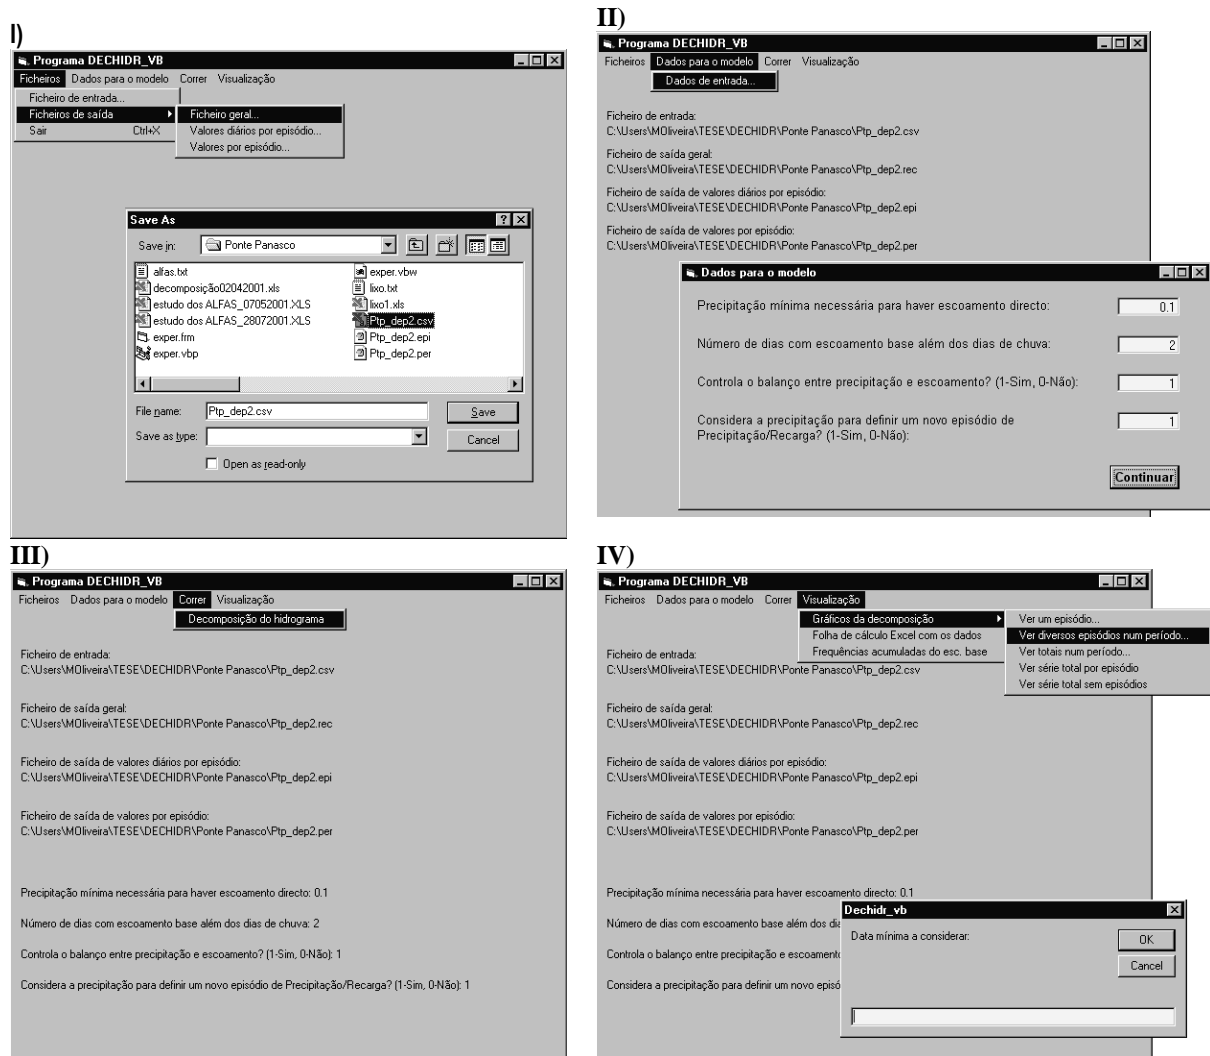 I)
Programa DECHIDR_VB
Ficheiros Dados para o modelo Correr Visualização
Ficheiro de entrada...
Ficheiros de saída
Sair Ctrl+X
Ficheiro geral...
Valores diários por episódio...
Valores por episódio...
Save As
Save in: Ponte Panasco
alfas.txt
decomposição02042001.xls
estudo dos ALFAS_07052001.XLS
estudo dos ALFAS_28072001.XLS
exper.frm
exper.vbp
exper.vbw
lixo.txt
lixo1.xls
Ptp_dep2.csv
Ptp_dep2.epi
Ptp_dep2.per
File name: Ptp_dep2.csv Save
Save as type: Cancel
Open as read-only
II)
Programa DECHIDR_VB
Ficheiros Dados para o modelo Correr Visualização
Dados de entrada...
Ficheiro de entrada:
C:\Users\MOliveira\TESE\DECHIDR\Ponte Panasco\Ptp_dep2.csv
Ficheiro de saída geral:
C:\Users\MOliveira\TESE\DECHIDR\Ponte Panasco\Ptp_dep2.rec
Ficheiro de saída de valores diários por episódio:
C:\Users\MOliveira\TESE\DECHIDR\Ponte Panasco\Ptp_dep2.epi
Ficheiro de saída de valores por episódio:
C:\Users\MOliveira\TESE\DECHIDR\Ponte Panasco\Ptp_dep2.per
Dados para o modelo
Precipitação mínima necessária para haver escoamento directo: 0.1
Número de dias com escoamento base além dos dias de chuva: 2
Controla o balanço entre precipitação e escoamento? (1-Sim, 0-Não): 1
Considera a precipitação para definir um novo episódio de 1
Precipitação/Recarga? (1-Sim, 0-Não):
Continuar
III)
Programa DECHIDR_VB
Ficheiros Dados para o modelo Correr Visualização
Decomposição do hidrograma
Ficheiro de entrada:
C:\Users\MOliveira\TESE\DECHIDR\Ponte Panasco\Ptp_dep2.csv
Ficheiro de saída geral:
C:\Users\MOliveira\TESE\DECHIDR\Ponte Panasco\Ptp_dep2.rec
Ficheiro de saída de valores diários por episódio:
C:\Users\MOliveira\TESE\DECHIDR\Ponte Panasco\Ptp_dep2.epi
Ficheiro de saída de valores por episódio:
C:\Users\MOliveira\TESE\DECHIDR\Ponte Panasco\Ptp_dep2.per
Precipitação mínima necessária para haver escoamento directo: 0.1
Número de dias com escoamento base além dos dias de chuva: 2
Controla o balanço entre precipitação e escoamento? (1-Sim, 0-Não): 1
Considera a precipitação para definir um novo episódio de Precipitação/Recarga? (1-Sim, 0-Não): 1
IV)
Programa DECHIDR_VB
Ficheiros Dados para o modelo Correr Visualização
Gráficos da decomposição
Folha de cálculo Excel com os dados
Frequências acumuladas do esc. base
Ver um episódio...
Ver diversos episódios num período...
Ver totais num período...
Ver série total por episódio
Ver série total sem episódios
Ficheiro de entrada:
C:\Users\MOliveira\TESE\DECHIDR\Ponte Panasco\Ptp_dep2.csv
Ficheiro de saída geral:
C:\Users\MOliveira\TESE\DECHIDR\Ponte Panasco\Ptp_dep2.rec
Ficheiro de saída de valores diários por episódio:
C:\Users\MOliveira\TESE\DECHIDR\Ponte Panasco\Ptp_dep2.epi
Ficheiro de saída de valores por episódio:
C:\Users\MOliveira\TESE\DECHIDR\Ponte Panasco\Ptp_dep2.per
Precipitação mínima necessária para haver escoamento directo: 0.1
Número de dias com escoamento base além dos di
Controla o balanço entre precipitação e escoament
Considera a precipitação para definir um novo episó
Dechidr_vb
Data mínima a considerar:
OK
Cancel